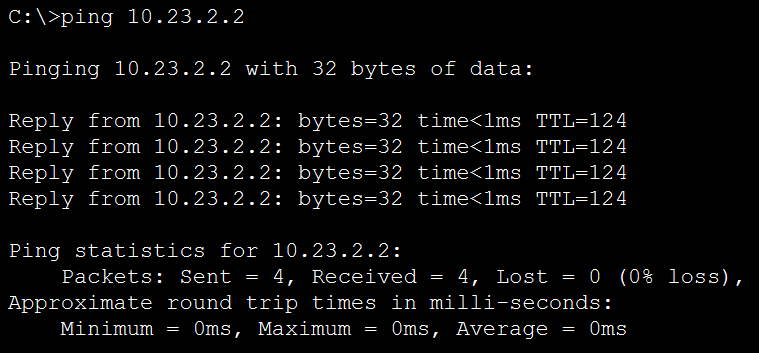 C:\>ping 10.23.2.2
Pinging 10.23.2.2 with 32 bytes of data:
Reply from 10.23.2.2: bytes=32 time<1ms TTL=124
Reply from 10.23.2.2: bytes=32 time<1ms TTL=124
Reply from 10.23.2.2: bytes=32 time<1ms TTL=124
Reply from 10.23.2.2: bytes=32 time<1ms TTL=124
Ping statistics for 10.23.2.2:
    Packets: Sent = 4, Received = 4, Lost = 0 (0% loss),
Approximate round trip times in milli-seconds:
    Minimum = 0ms, Maximum = 0ms, Average = 0ms